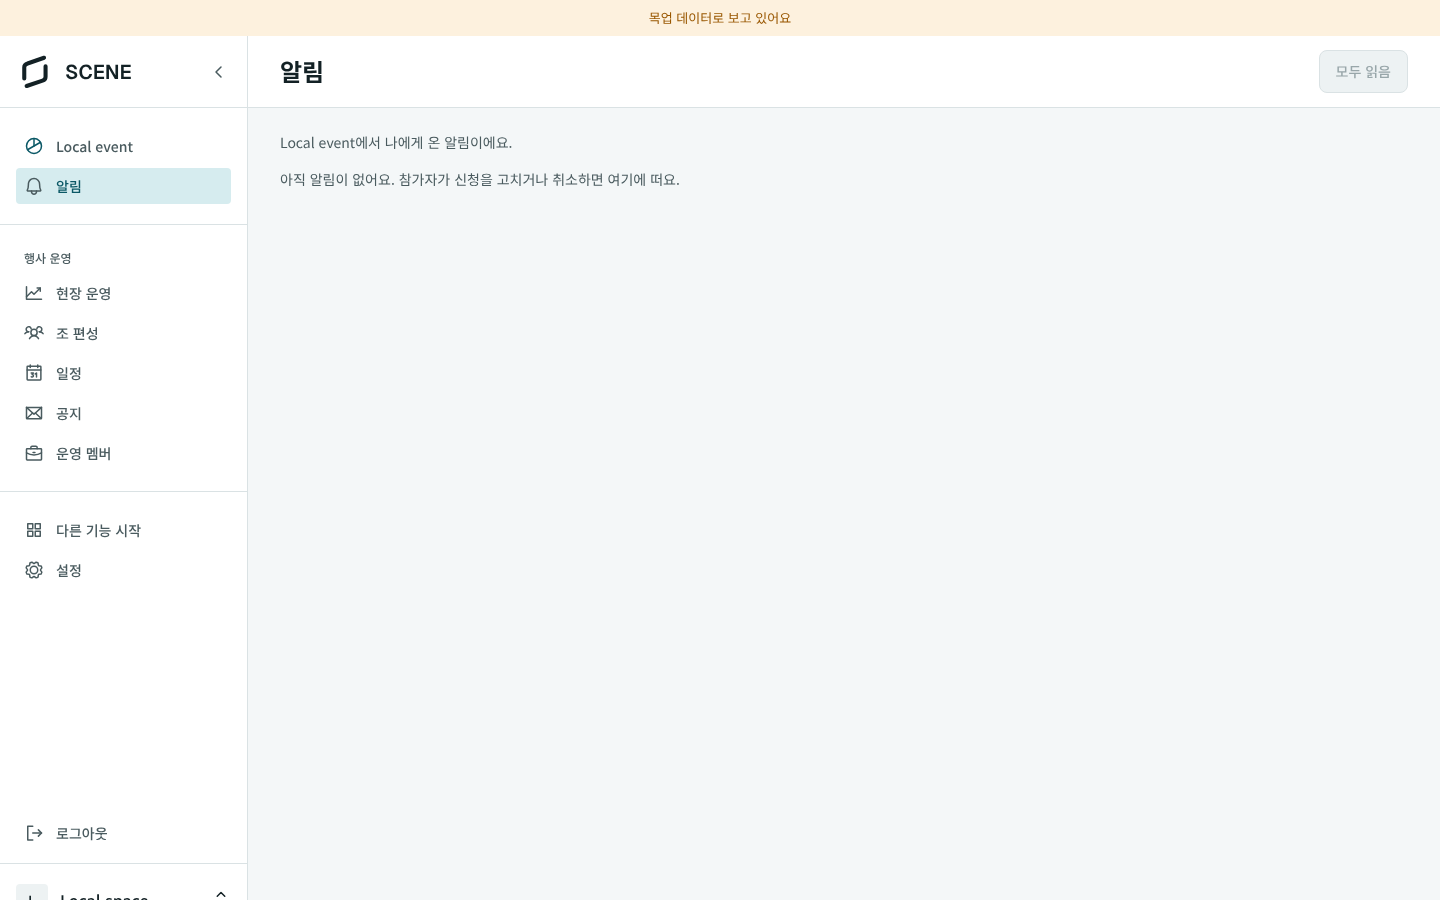 목업 데이터로 보고 있어요
SCENE
알림
모두 읽음
Local event
알림
Local event에서 나에게 온 알림이에요.
아직 알림이 없어요. 참가자가 신청을 고치거나 취소하면 여기에 떠요.
행사 운영
현장 운영
조 편성
31
일정
공지
운영 멤버
다른 기능 시작
설정
로그아웃
Local space